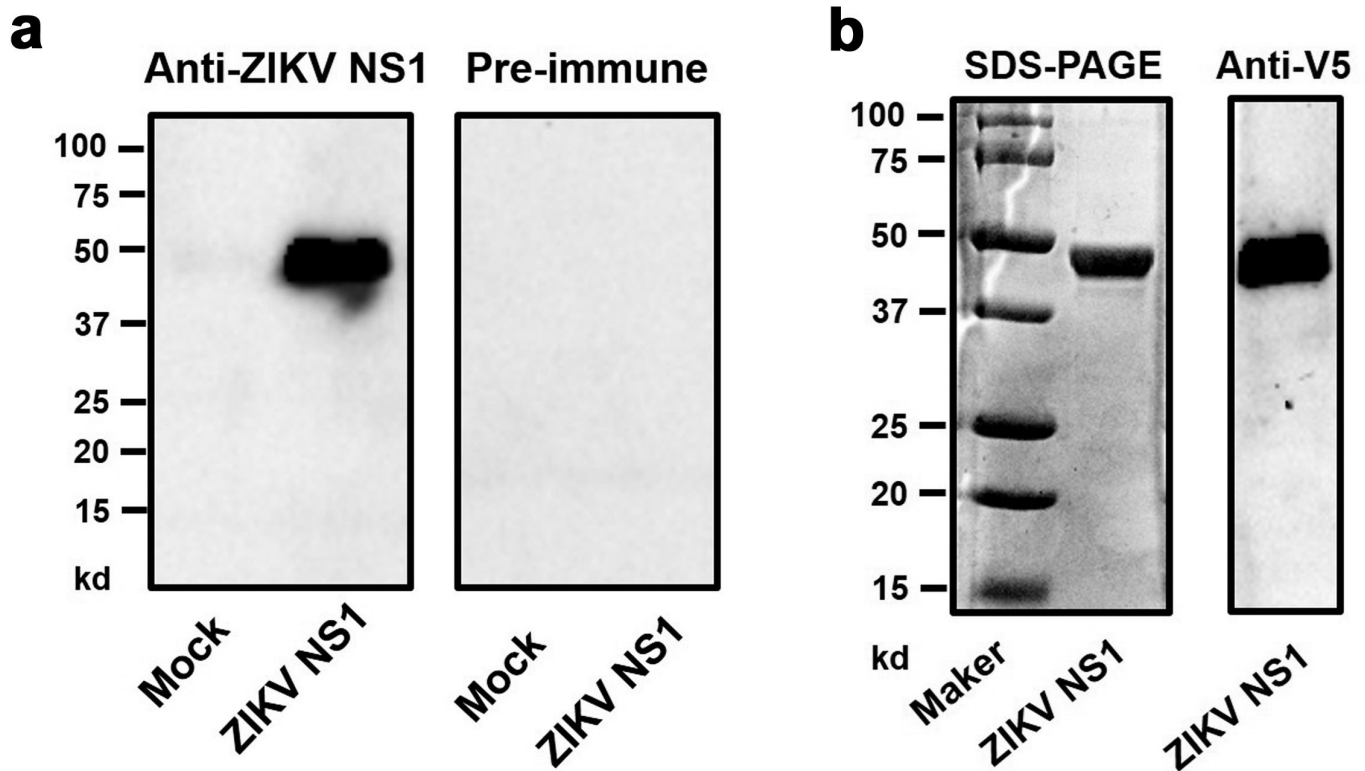 a
Anti-ZIKV NS1
Pre-immune
100
75
50
37
25
20
15
kd
Mock
ZIKV NS1
Mock
ZIKV NS1
b
SDS-PAGE
Anti-V5
100
75
50
37
25
20
15
kd
Maker
ZIKV NS1
ZIKV NS1